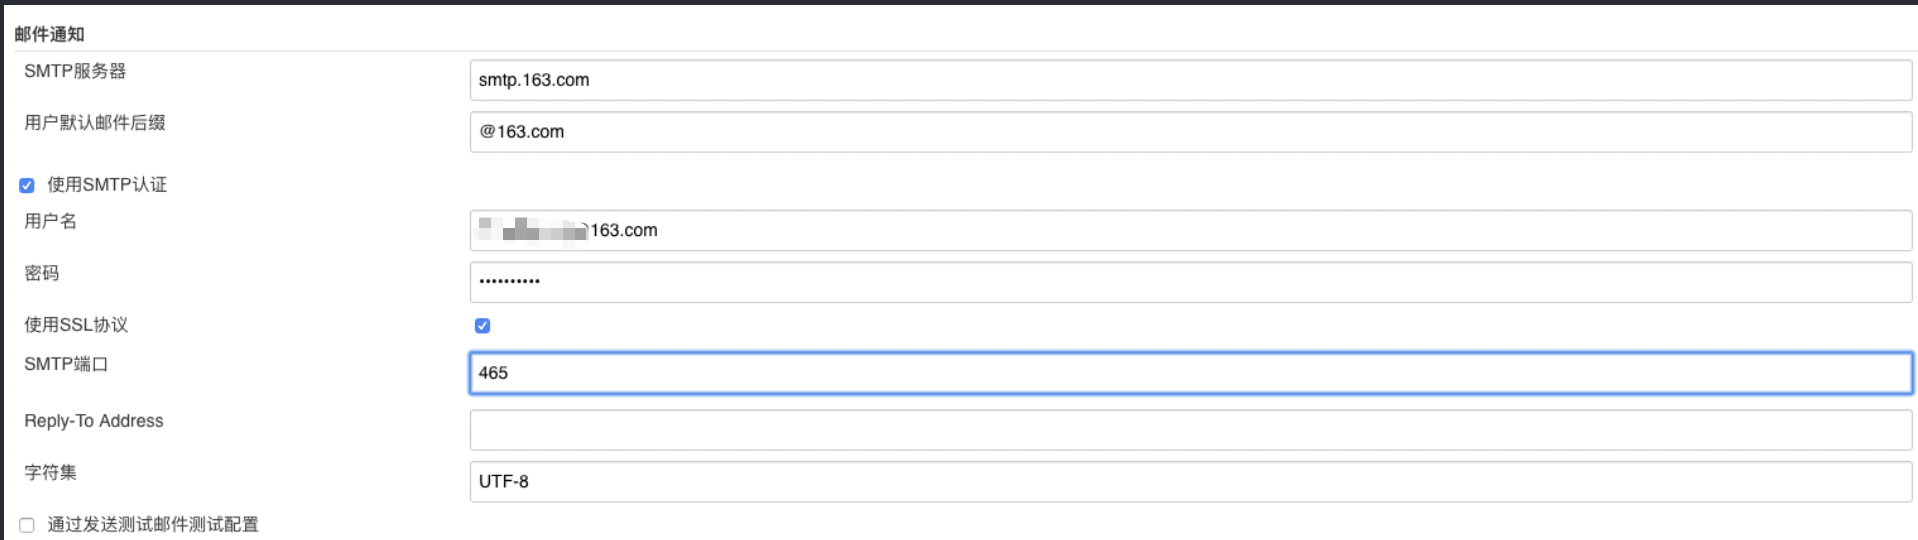 邮件通知
SMTP服务器
smtp.163.com
用户默认邮件后缀
@163.com
使用SMTP认证
用户名
163.com
密码
••••••••••
使用SSL协议
SMTP端口
465
Reply-To Address
字符集
UTF-8
通过发送测试邮件测试配置